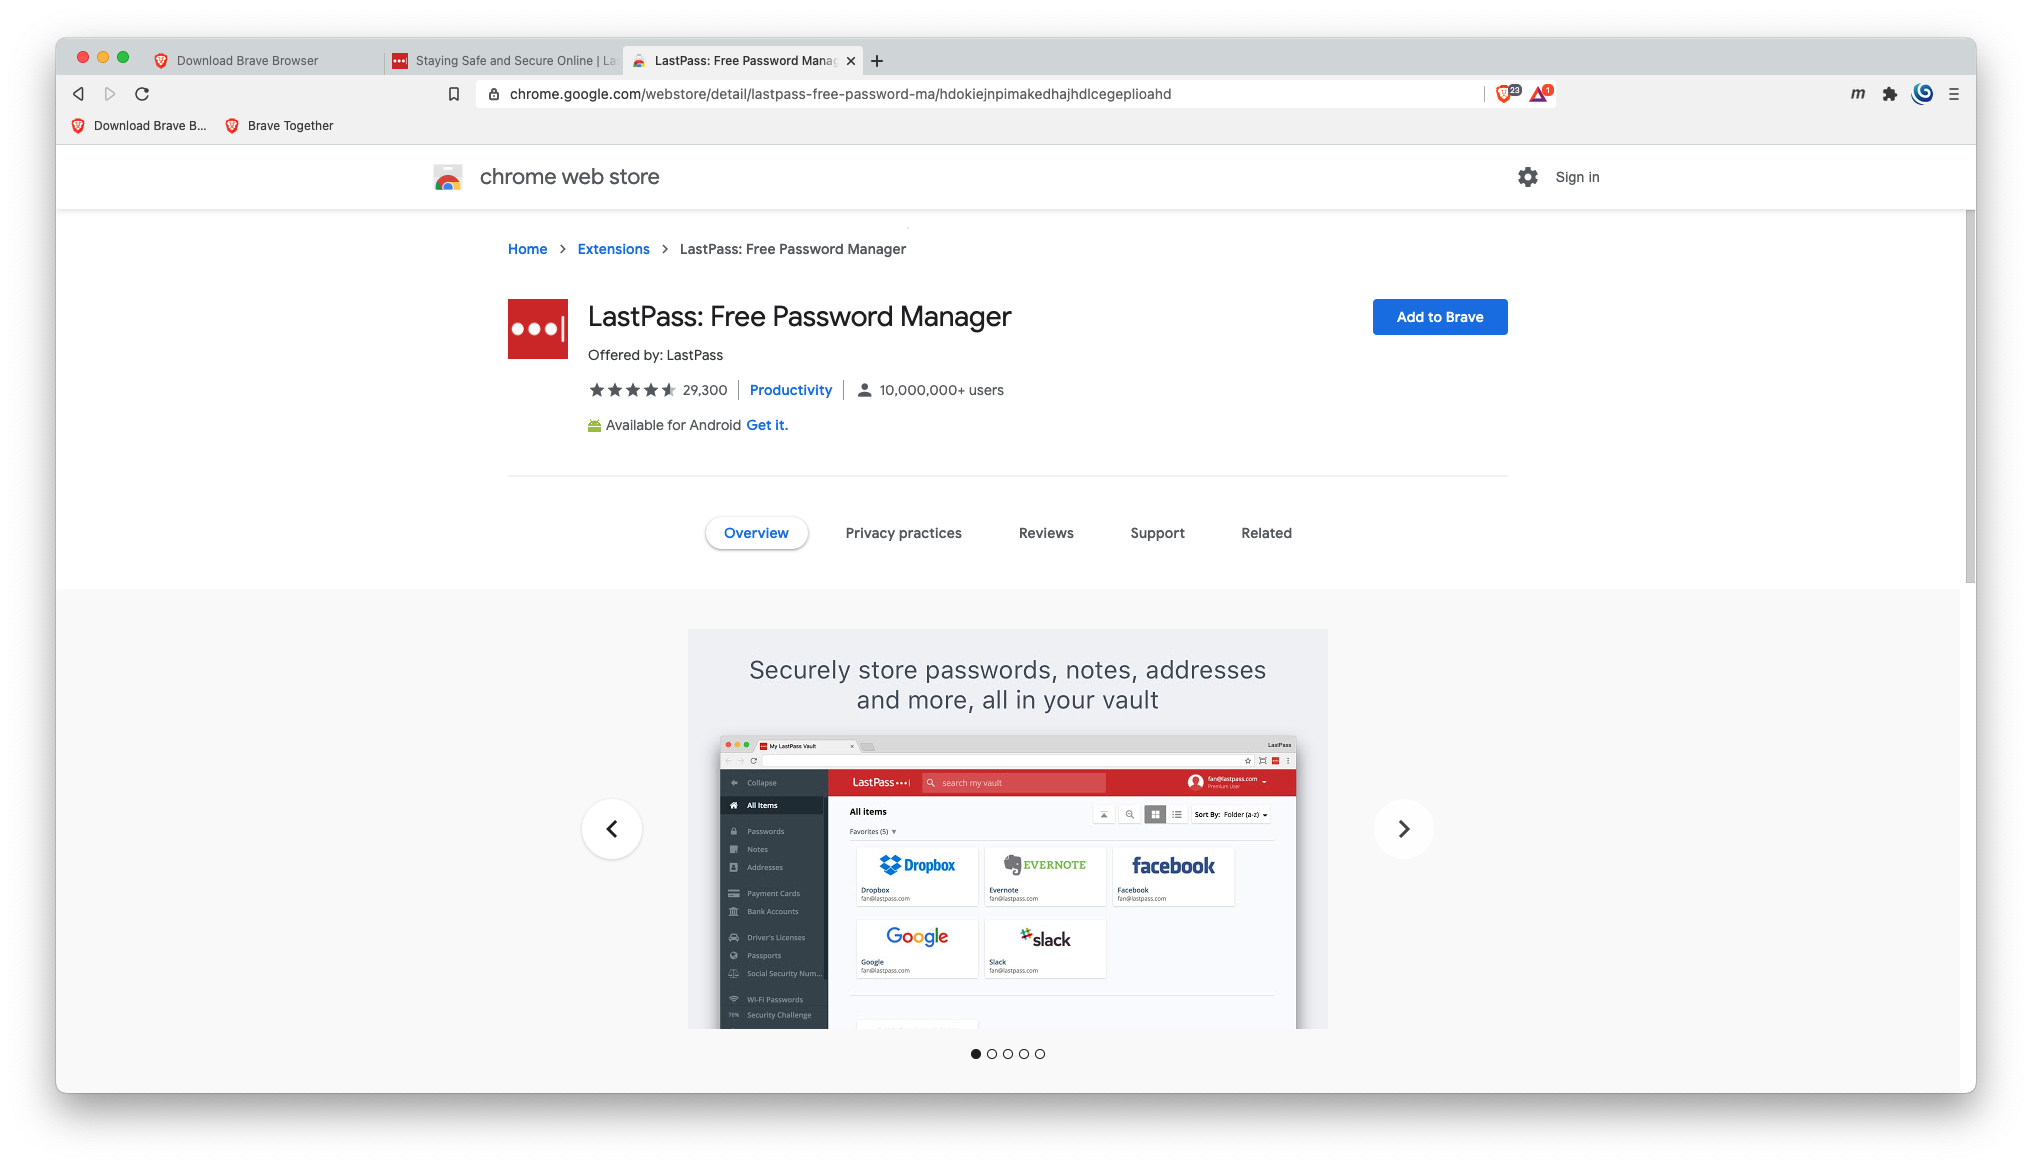 Download Brave Browser
Staying Safe and Secure Online | La
LastPass: Free Password Manag
chrome.google.com/webstore/detail/lastpass-free-password-ma/hdokiejnpimakedhajhdlcegeplioahd
23
1
m
Download Brave B...
Brave Together
chrome web store
Sign in
Home > Extensions > LastPass: Free Password Manager
LastPass: Free Password Manager
Add to Brave
Offered by: LastPass
29,300
Productivity
10,000,000+ users
Available for Android Get it.
Overview
Privacy practices
Reviews
Support
Related
Securely store passwords, notes, addresses
and more, all in your vault
My LastPass Vault
LastPass
Collapse
LastPass
search my vault
fan@lastpass.com
Premium User
All Items
Passwords
Notes
Addresses
Payment Cards
Bank Accounts
Driver's Licenses
Passports
Social Security Num...
Wi-Fi Passwords
76% Security Challenge
All items
Sort By: Folder (a-z)
Favorites (5)
Dropbox
Dropbox
fan@lastpass.com
EVERNOTE
Evernote
fan@lastpass.com
facebook
Facebook
fan@lastpass.com
Google
Google
fan@lastpass.com
slack
Slack
fan@lastpass.com